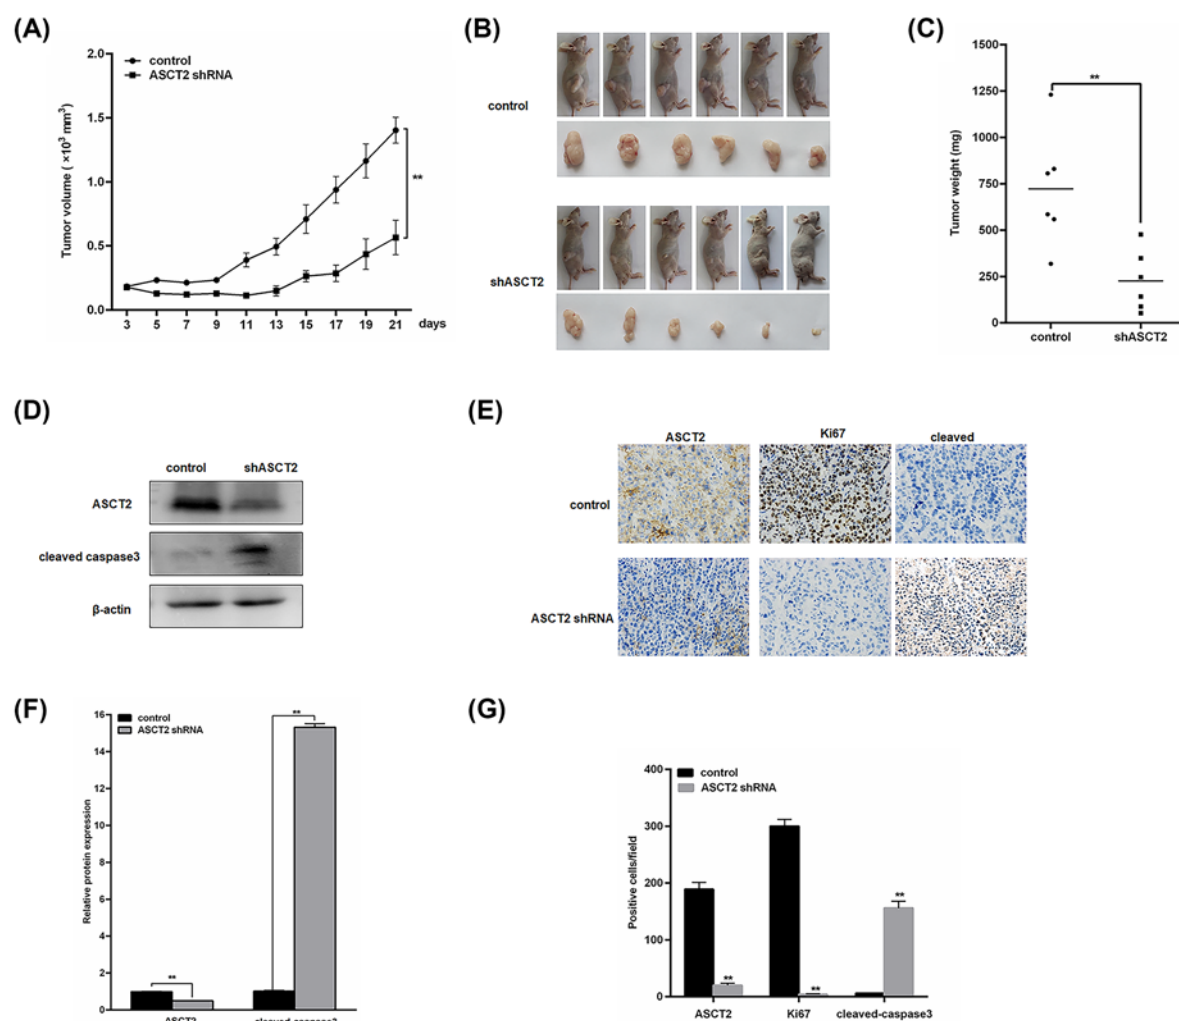 (A)
control
ASCT2 shRNA
Tumor volume ( ×10³ mm³)
2.0
1.5
1.0
0.5
0.0
**
3 5 7 9 11 13 15 17 19 21 days
(B)
control
shASCT2
(C)
Tumor weight (mg)
1500
1250
1000
750
500
250
0
**
control shASCT2
(D)
control shASCT2
ASCT2
cleaved caspase3
β-actin
(E)
ASCT2 Ki67 cleaved
control
ASCT2 shRNA
(F)
control
ASCT2 shRNA
Relative protein expression
16
14
12
10
8
6
4
2
0
**
**
ASCT2 cleaved-caspase3
(G)
control
ASCT2 shRNA
Positive cells/field
400
300
200
100
0
**
**
**
ASCT2 Ki67 cleaved-caspase3